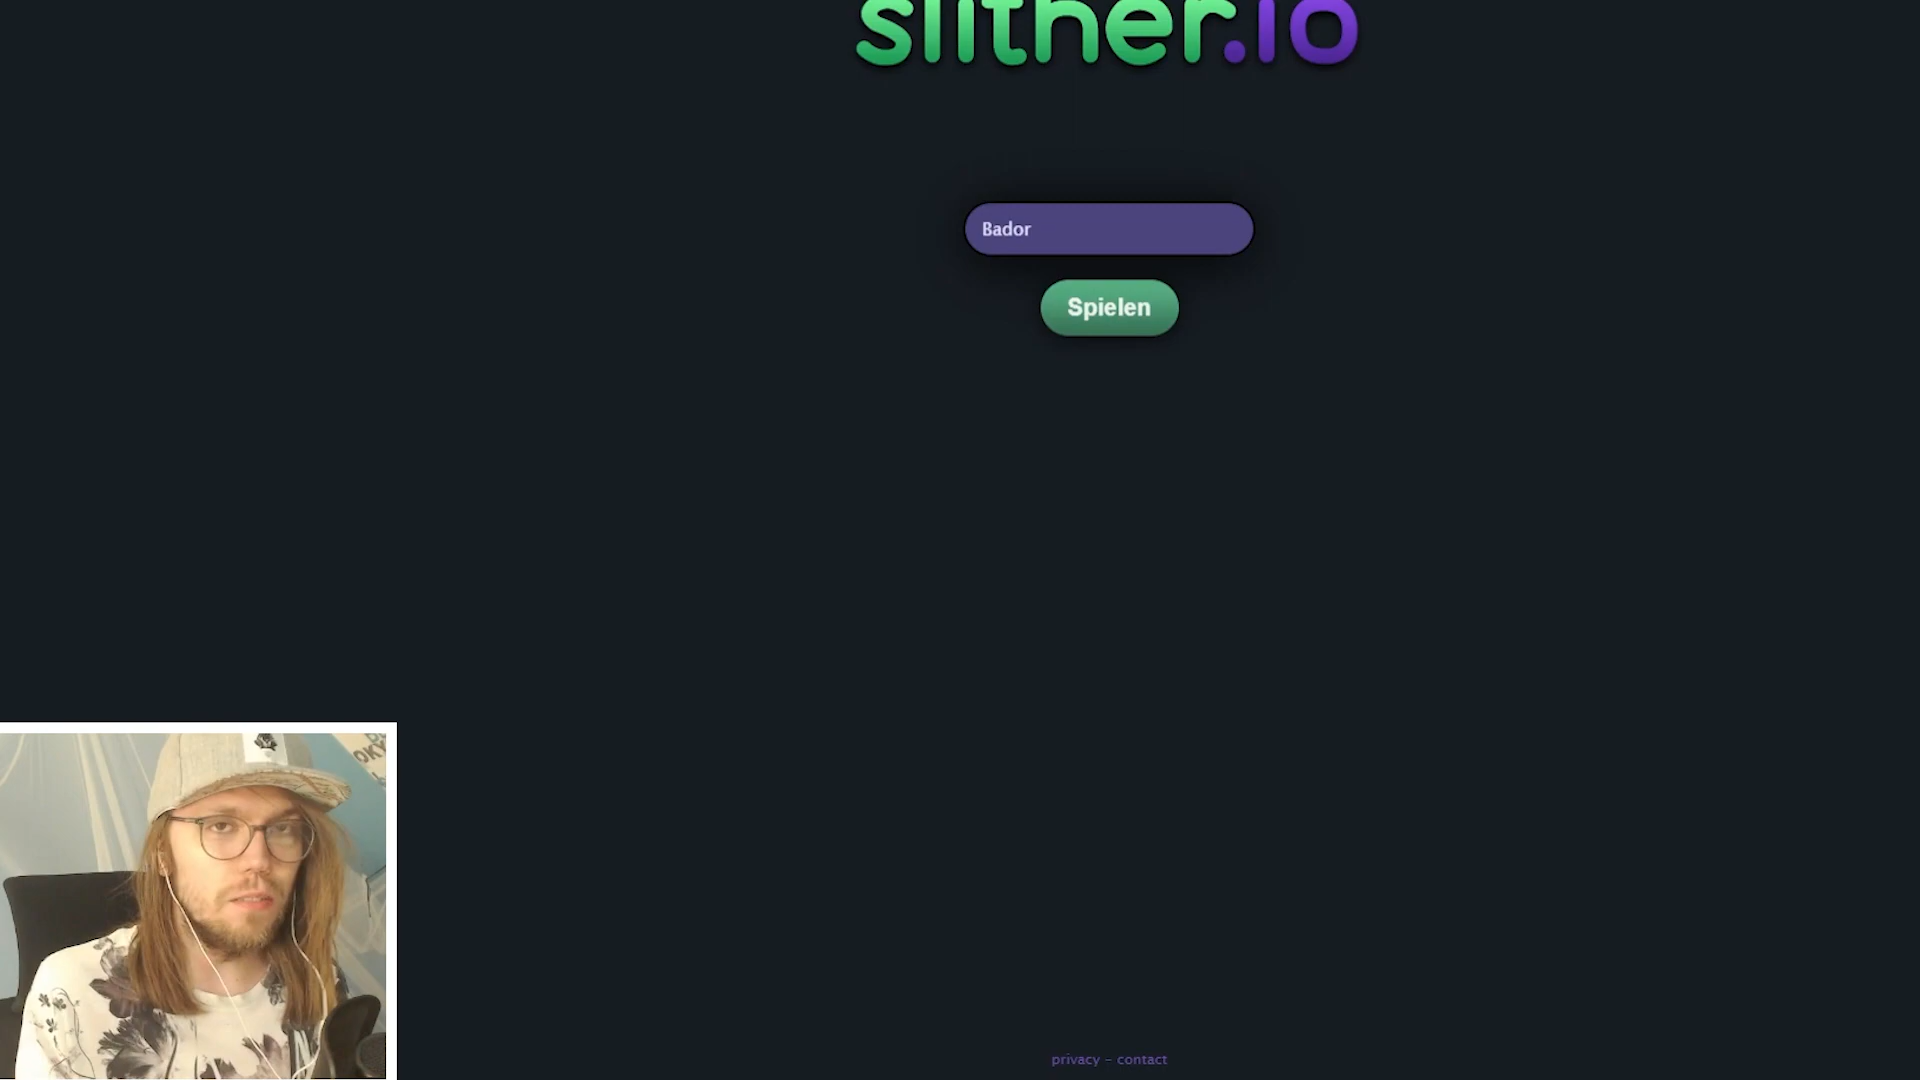 slither.io
Bador
Spielen
privacy - contact